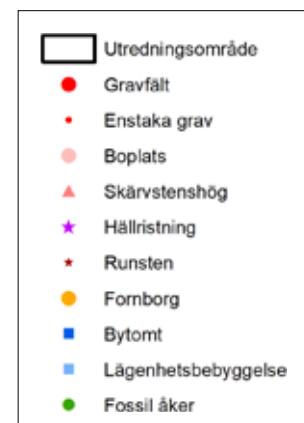 Utredningsområde
Gravfält
Enstaka grav
Boplats
Skärvstenshög
Hällristning
Runsten
Fornborg
Bytomt
Lägenhetsbebyggelse
Fossil åker